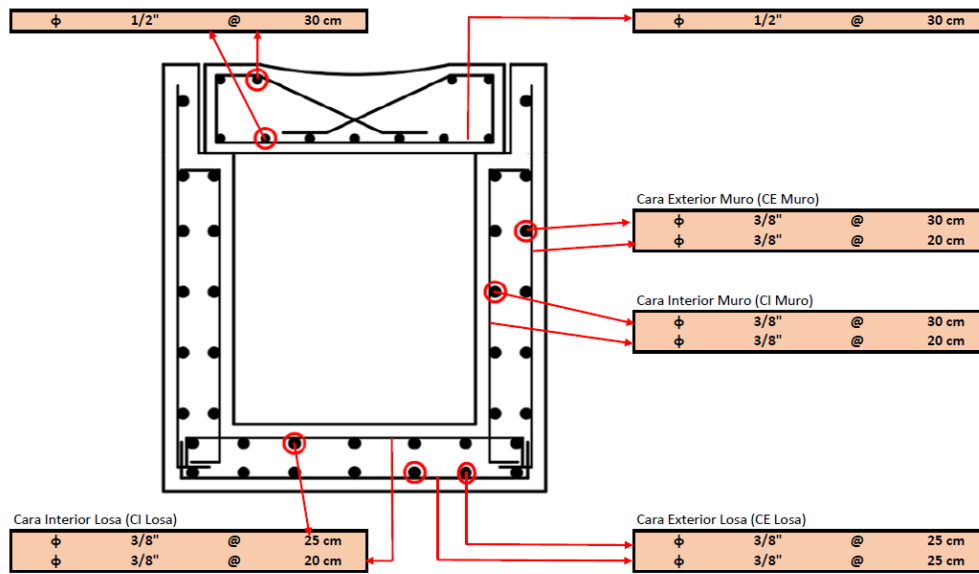 ϕ 1/2" @ 30 cm
ϕ 1/2" @ 30 cm
Cara Exterior Muro (CE Muro)
ϕ 3/8" @ 30 cm
ϕ 3/8" @ 20 cm
Cara Interior Muro (CI Muro)
ϕ 3/8" @ 30 cm
ϕ 3/8" @ 20 cm
Cara Interior Losa (CI Losa)
ϕ 3/8" @ 25 cm
ϕ 3/8" @ 20 cm
Cara Exterior Losa (CE Losa)
ϕ 3/8" @ 25 cm
ϕ 3/8" @ 25 cm